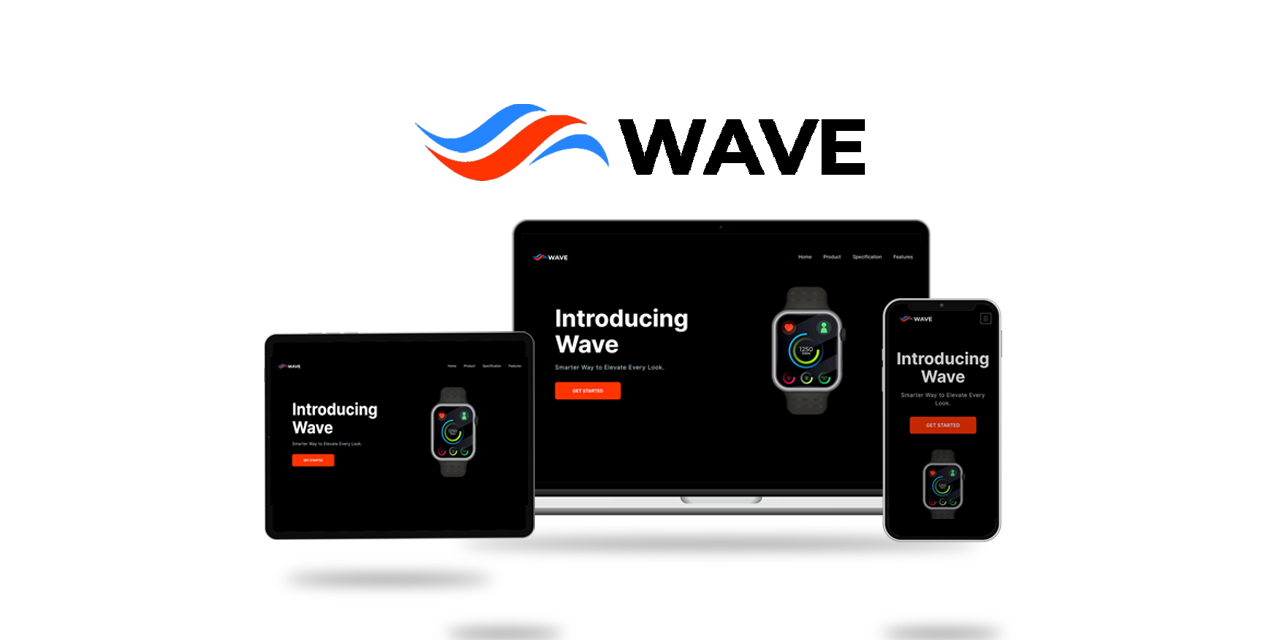 WAVE
WAVE
Home Product Specification Features
Introducing
Wave
Smarter Way to Elevate Every Look.
GET STARTED
1250
WAVE
Home Product Specification Features
Introducing
Wave
Smarter Way to Elevate Every Look.
GET STARTED
1250
WAVE
Introducing
Wave
Smarter Way to Elevate Every
Look.
GET STARTED